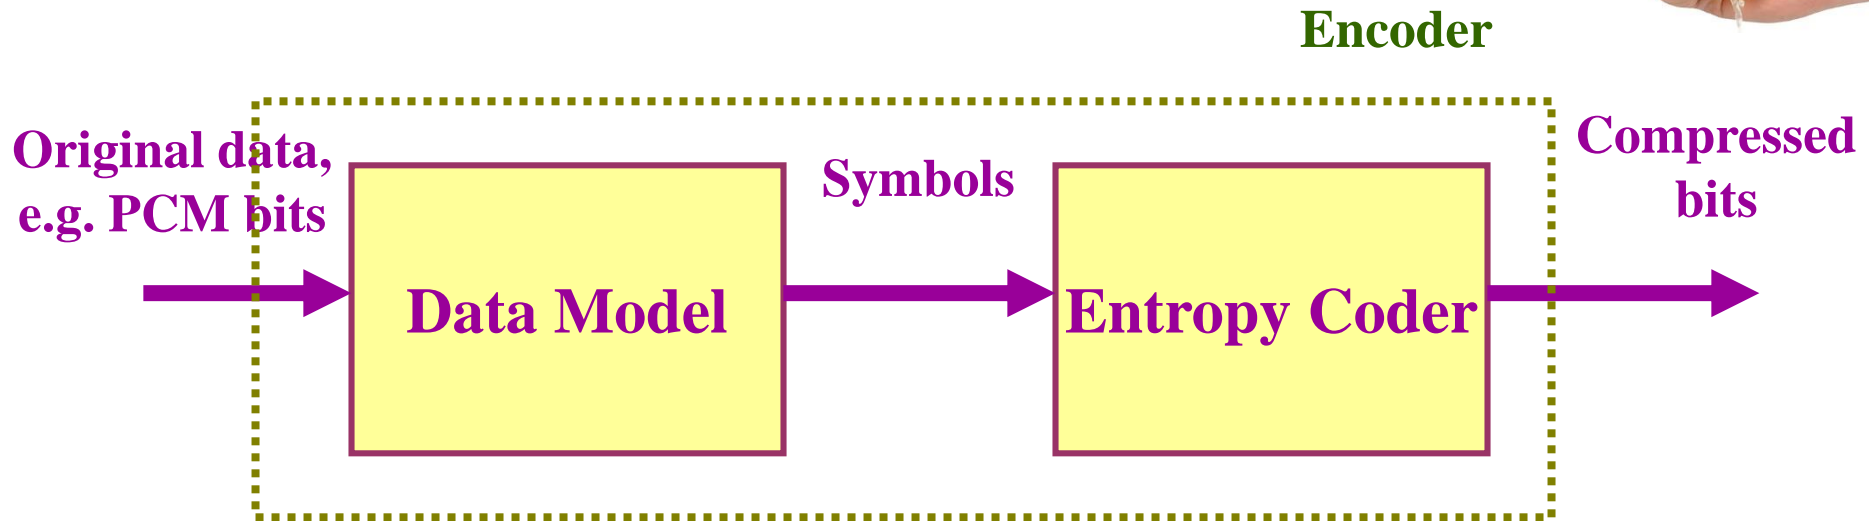 Encoder
Original data,
e.g. PCM bits
Symbols
Compressed
bits
Data Model
Entropy Coder